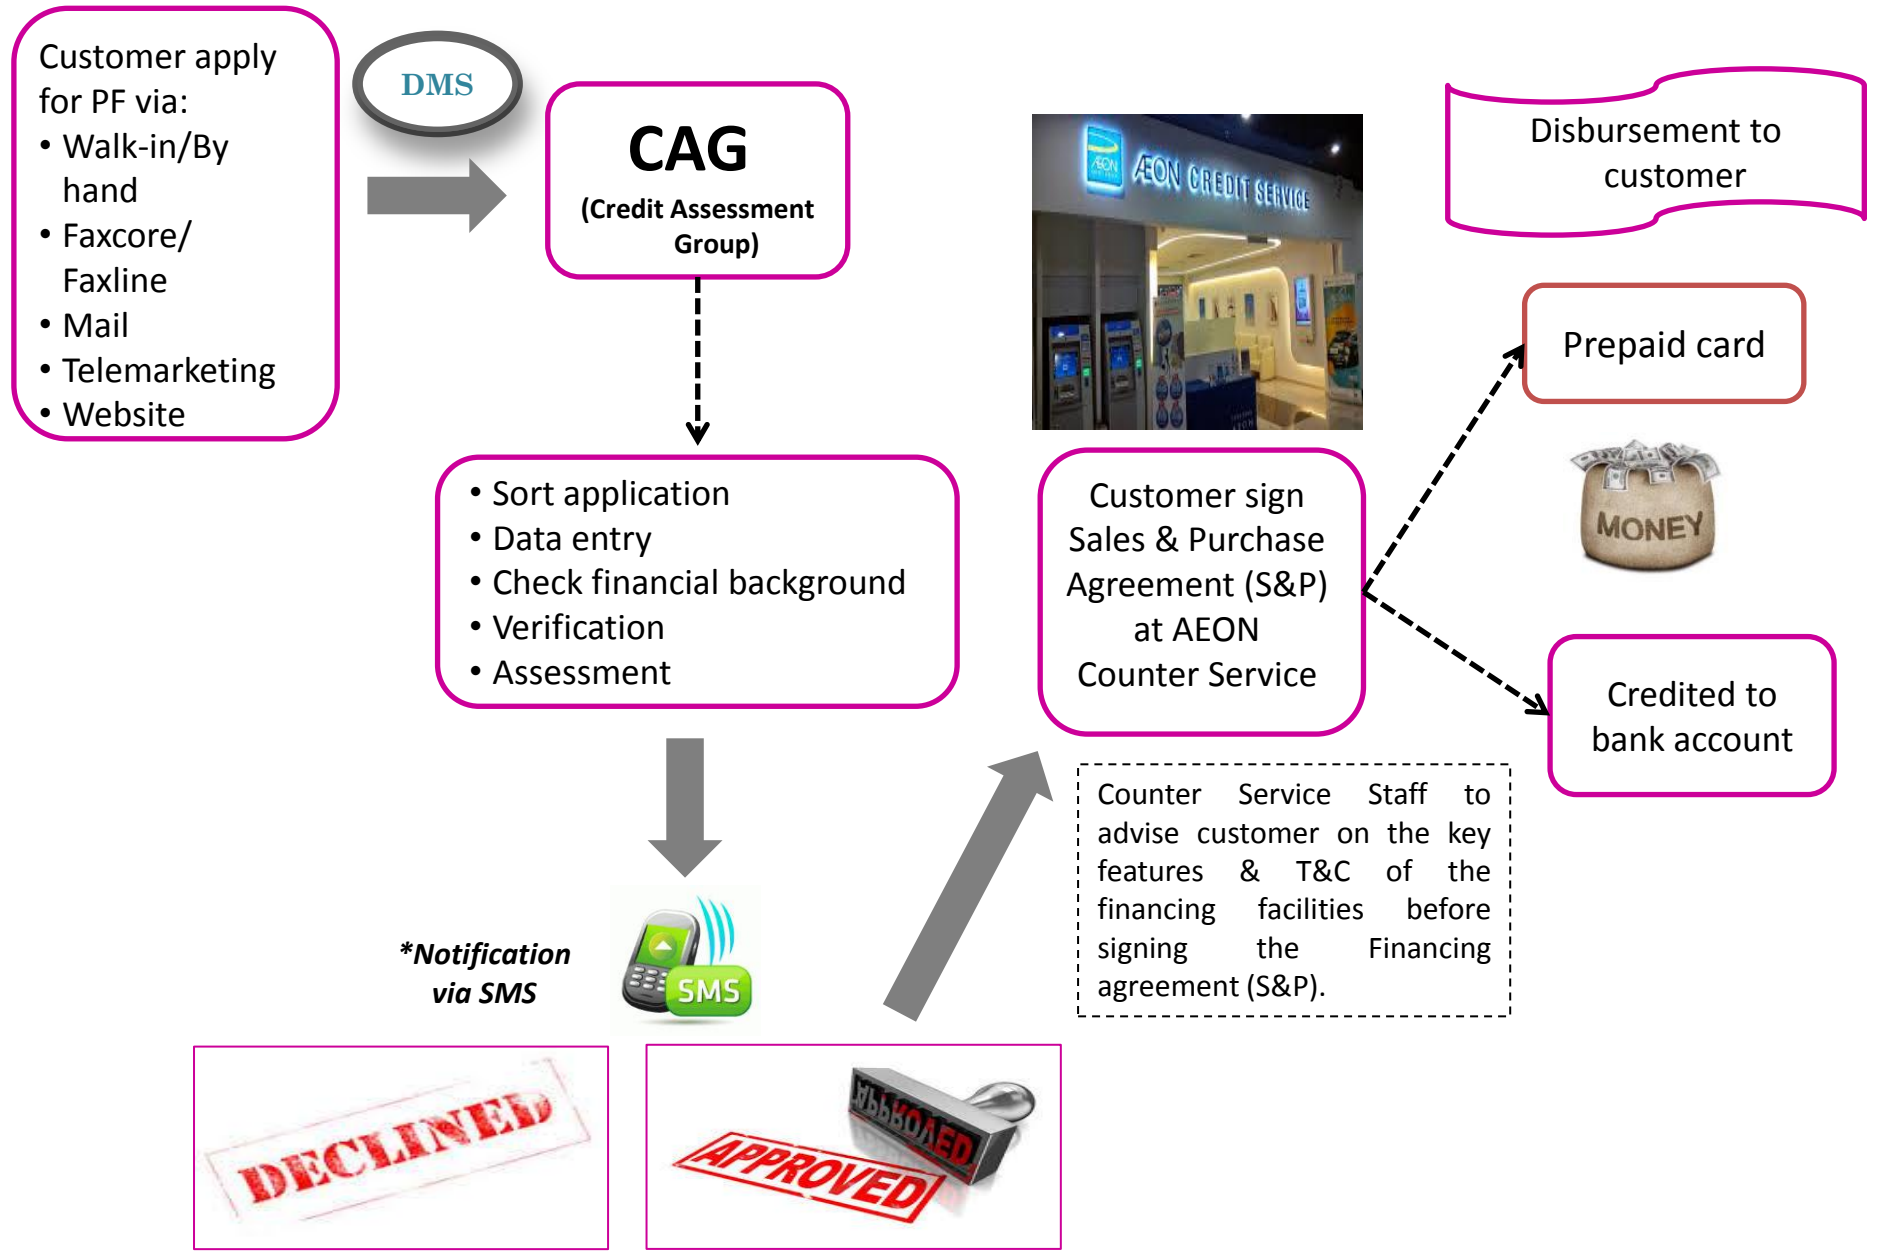 Customer apply
for PF via:
• Walk-in/By
hand
• Faxcore/
Faxline
• Mail
• Telemarketing
• Website
DMS
CAG
(Credit Assessment
Group)
• Sort application
• Data entry
• Check financial background
• Verification
• Assessment
*Notification
via SMS
SMS
DECLINED
APPROVED
APPROVED
AEON
ÆON CREDIT SERVICE
Customer sign
Sales & Purchase
Agreement (S&P)
at AEON
Counter Service
Counter Service Staff to
advise customer on the key
features & T&C of the
financing facilities before
signing the Financing
agreement (S&P).
Disbursement to
customer
Prepaid card
MONEY
Credited to
bank account